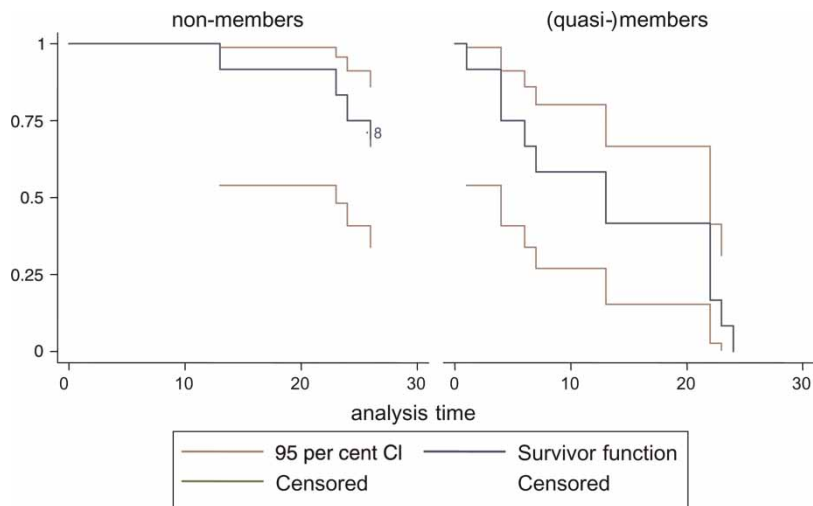 non-members
(quasi-)members
1
0.75
0.5
0.25
0
8
0 10 20 30
0 10 20 30
analysis time
95 per cent CI
Survivor function
Censored
Censored